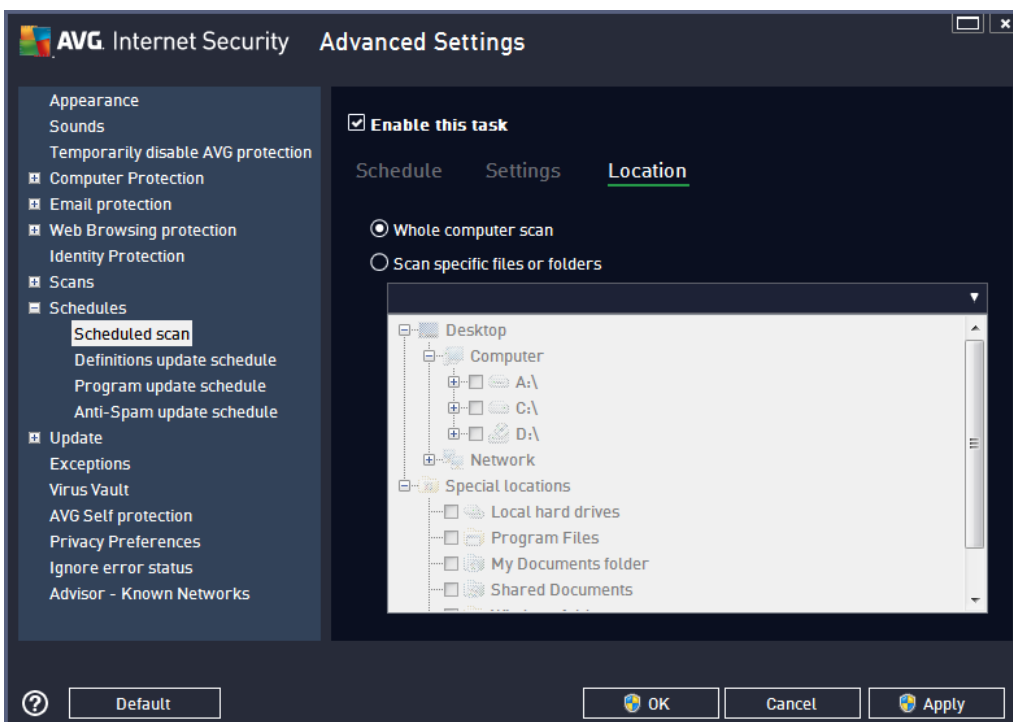 AVG. Internet Security Advanced Settings
Appearance
Sounds
Temporarily disable AVG protection
Computer Protection
Email protection
Web Browsing protection
Identity Protection
Scans
Schedules
Scheduled scan
Definitions update schedule
Program update schedule
Anti-Spam update schedule
Update
Exceptions
Virus Vault
AVG Self protection
Privacy Preferences
Ignore error status
Advisor - Known Networks
Enable this task
Schedule Settings Location
Whole computer scan
Scan specific files or folders
Desktop
Computer
A:\
C:\
D:\
Network
Special locations
Local hard drives
Program Files
My Documents folder
Shared Documents
Default OK Cancel Apply